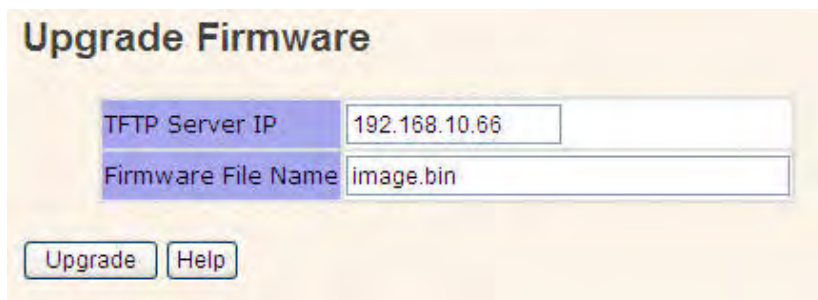 Upgrade Firmware
TFTP Server IP 192.168.10.66
Firmware File Name image.bin
Upgrade Help